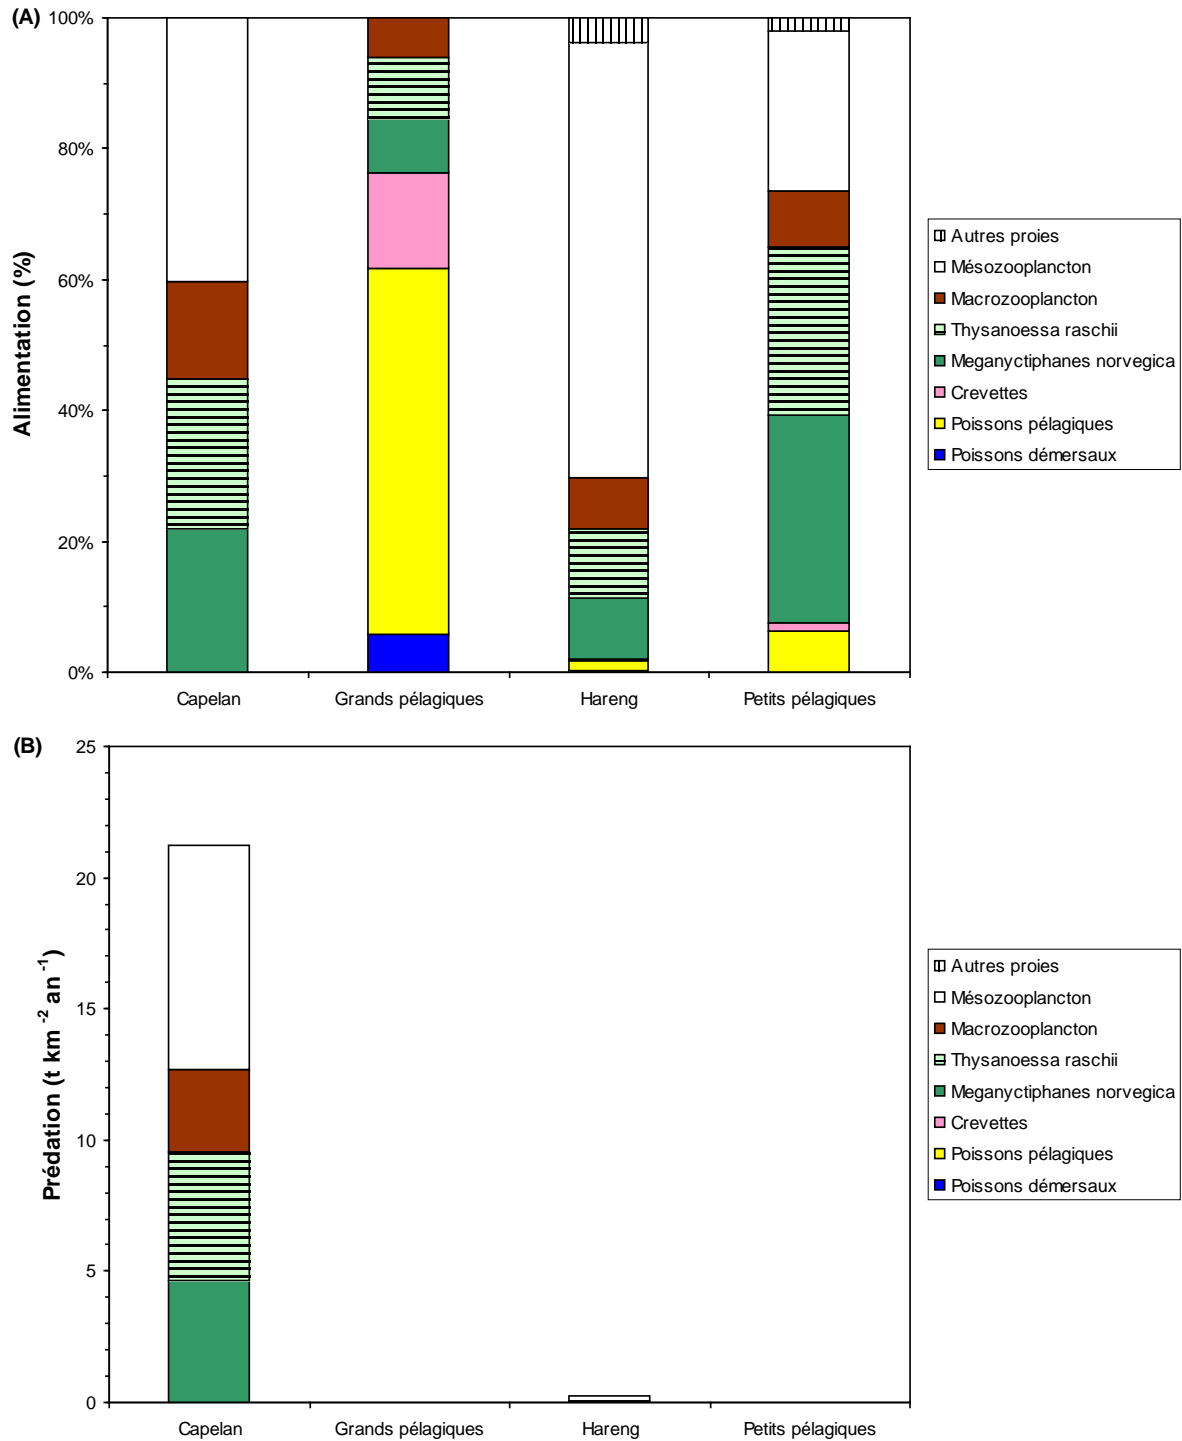 (A)
100%
80%
60%
40%
20%
0%
Alimentation (%)
Capelan
Grands pélagiques
Hareng
Petits pélagiques
Autres proies
Mésozooplancton
Macrozooplancton
Thysanoessa raschii
Meganyctiphanes norvegica
Crevettes
Poissons pélagiques
Poissons démersaux
(B)
25
20
15
10
5
0
Prédation (t km -2 an -1)
Capelan
Grands pélagiques
Hareng
Petits pélagiques
Autres proies
Mésozooplancton
Macrozooplancton
Thysanoessa raschii
Meganyctiphanes norvegica
Crevettes
Poissons pélagiques
Poissons démersaux